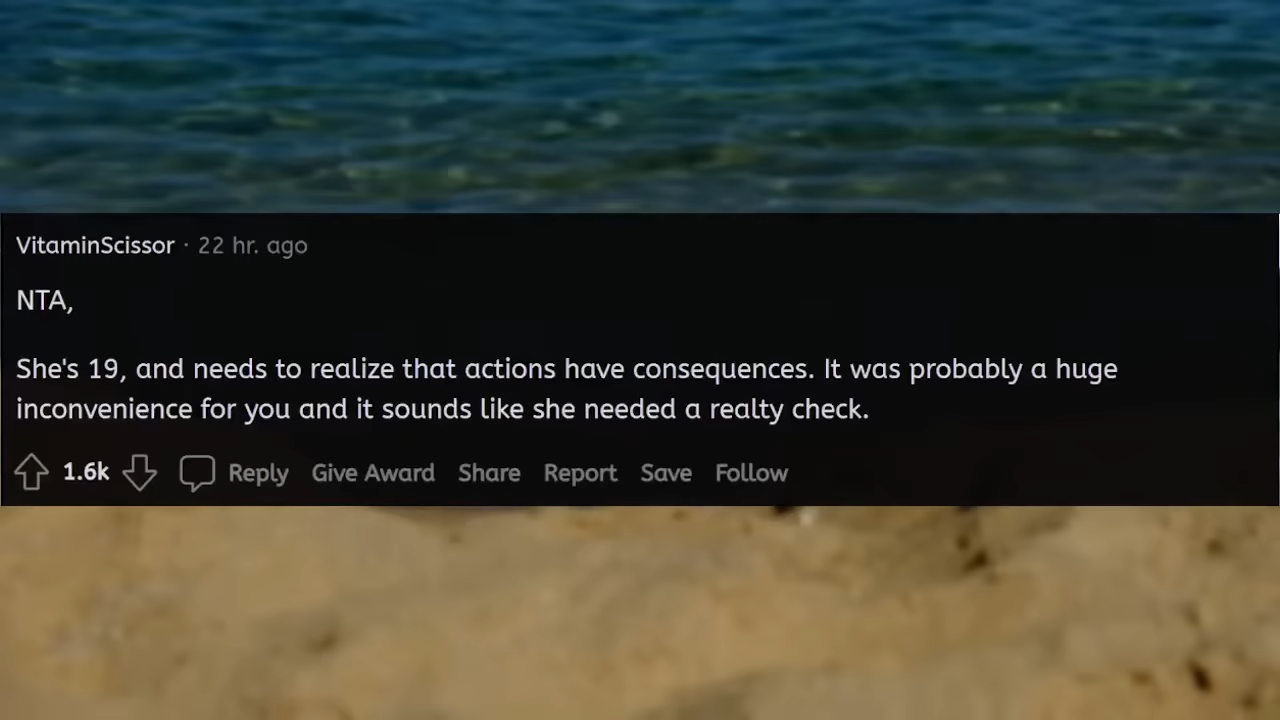 VitaminScissor · 22 hr. ago
NTA,
She's 19, and needs to realize that actions have consequences. It was probably a huge
inconvenience for you and it sounds like she needed a realty check.
1.6k Reply Give Award Share Report Save Follow